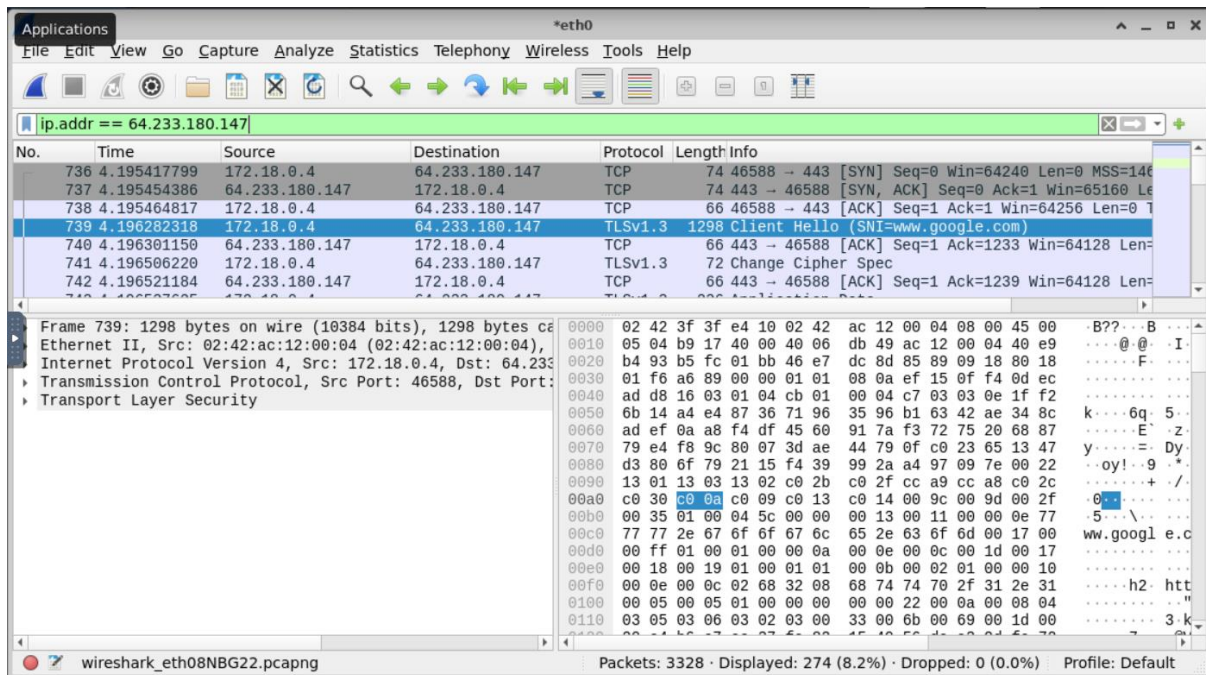 Applications
*eth0
File Edit View Go Capture Analyze Statistics Telephony Wireless Tools Help
ip.addr == 64.233.180.147
No. Time Source Destination Protocol Length Info
736 4.195417799 172.18.0.4 64.233.180.147 TCP 74 46588 → 443 [SYN] Seq=0 Win=64240 Len=0 MSS=146
737 4.195454386 64.233.180.147 172.18.0.4 TCP 74 443 → 46588 [SYN, ACK] Seq=0 Ack=1 Win=65160 Le
738 4.195464817 172.18.0.4 64.233.180.147 TCP 66 46588 → 443 [ACK] Seq=1 Ack=1 Win=64256 Len=0 T
739 4.196282318 172.18.0.4 64.233.180.147 TLSv1.3 1298 Client Hello (SNI=www.google.com)
740 4.196301150 64.233.180.147 172.18.0.4 TCP 66 443 → 46588 [ACK] Seq=1 Ack=1233 Win=64128 Len=
741 4.196506220 172.18.0.4 64.233.180.147 TLSv1.3 72 Change Cipher Spec
742 4.196521184 64.233.180.147 172.18.0.4 TCP 66 443 → 46588 [ACK] Seq=1 Ack=1239 Win=64128 Len=
Frame 739: 1298 bytes on wire (10384 bits), 1298 bytes ca
Ethernet II, Src: 02:42:ac:12:00:04 (02:42:ac:12:00:04),
Internet Protocol Version 4, Src: 172.18.0.4, Dst: 64.233
Transmission Control Protocol, Src Port: 46588, Dst Port:
Transport Layer Security
0000 02 42 3f 3f e4 10 02 42 ac 12 00 04 08 00 45 00 ·B??···B ···
0010 05 04 b9 17 40 00 40 06 db 49 ac 12 00 04 40 e9 ····@·@· ·I·
0020 b4 93 b5 fc 01 bb 46 e7 dc 8d 85 89 09 18 80 18 ······F· ···
0030 01 f6 a6 89 00 00 01 01 08 0a ef 15 0f f4 0d ec ········ ···
0040 ad d8 16 03 01 04 cb 01 00 04 c7 03 03 0e 1f f2 ········ ···
0050 6b 14 a4 e4 87 36 71 96 35 96 b1 63 42 ae 34 8c k····6q· 5··
0060 ad ef 0a a8 f4 df 45 60 91 7a f3 72 75 20 68 87 ······E` ·z·
0070 79 e4 f8 9c 80 07 3d ae 44 79 0f c0 23 65 13 47 y·····=· Dy·
0080 d3 80 6f 79 21 15 f4 39 99 2a a4 97 09 7e 00 22 ··oy!··9 ·*·
0090 13 01 13 03 13 02 c0 2b c0 2f cc a9 cc a8 c0 2c ·······+ ·/·
00a0 c0 30 c0 0a c0 09 c0 13 c0 14 00 9c 00 9d 00 2f ·0······ ···
00b0 00 35 01 00 04 5c 00 00 00 13 00 11 00 00 0e 77 ·5···\·· ···
00c0 77 77 2e 67 6f 6f 67 6c 65 2e 63 6f 6d 00 17 00 ww.googl e.c
00d0 00 ff 01 00 01 00 00 0a 00 0e 00 0c 00 1d 00 17 ········ ···
00e0 00 18 00 19 01 00 01 01 00 0b 00 02 01 00 00 10 ········ ···
00f0 00 0e 00 0c 02 68 32 08 68 74 74 70 2f 31 2e 31 ·····h2· htt
0100 00 05 00 05 01 00 00 00 00 00 22 00 0a 00 08 04 ········ ··"
0110 03 05 03 06 03 02 03 00 33 00 6b 00 69 00 1d 00 ········ 3·k
wireshark_eth08NBG22.pcapng Packets: 3328 · Displayed: 274 (8.2%) · Dropped: 0 (0.0%) Profile: Default